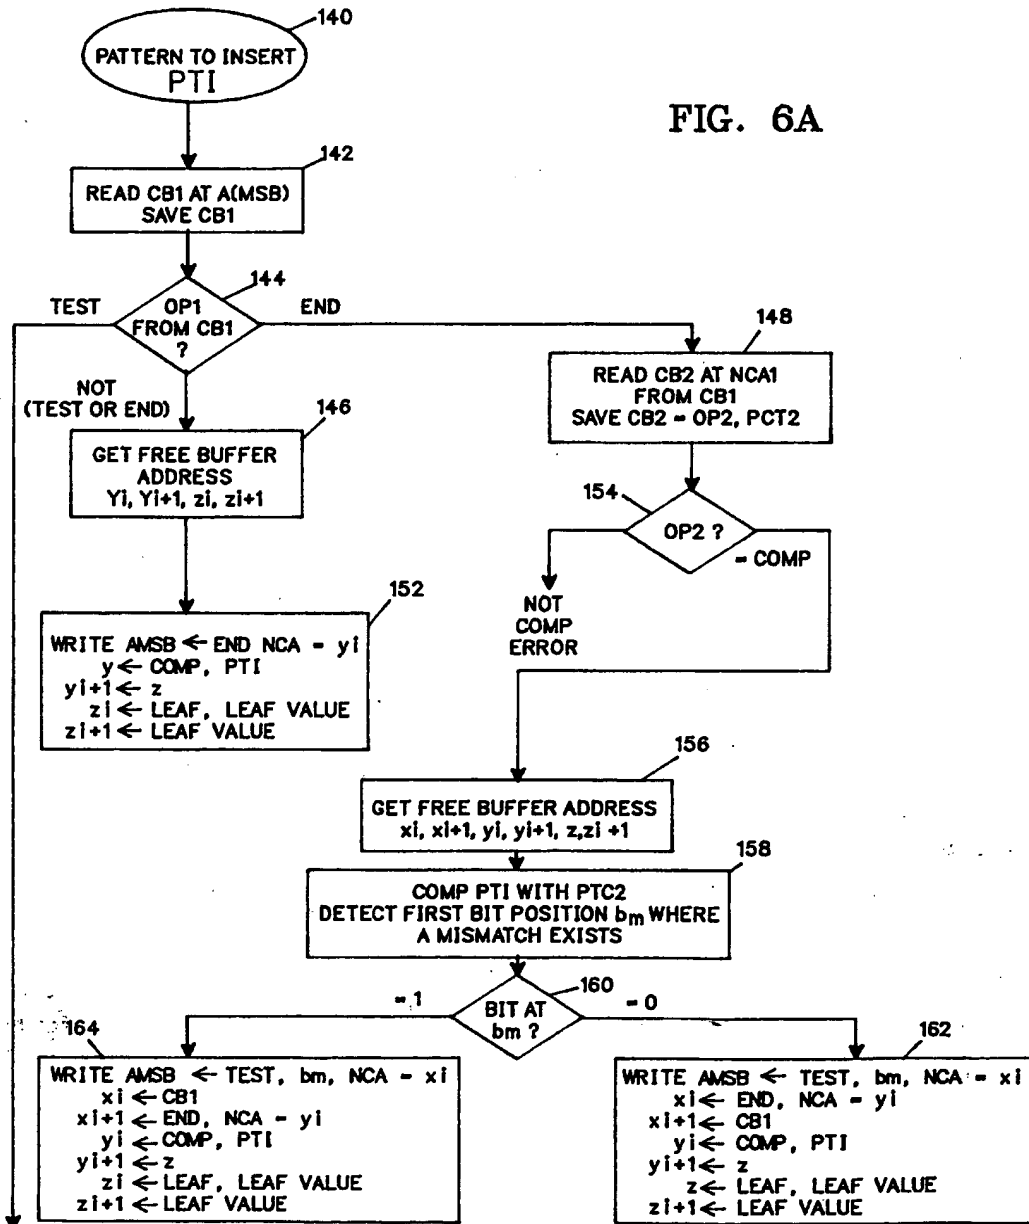 140
PATTERN TO INSERT
PTI
FIG. 6A
142
READ CB1 AT A(MSB)
SAVE CB1
144
TEST
OP1
FROM CB1
?
END
NOT
(TEST OR END)
146
GET FREE BUFFER
ADDRESS
Yi, Yi+1, zi, zi+1
148
READ CB2 AT NCA1
FROM CB1
SAVE CB2 = OP2, PCT2
154
OP2 ?
= COMP
NOT
COMP
ERROR
152
WRITE AMSB ← END NCA = yi
y ← COMP, PTI
yi+1 ← z
zi ← LEAF, LEAF VALUE
zi+1 ← LEAF VALUE
156
GET FREE BUFFER ADDRESS
xi, xi+1, yi, yi+1, z,zi +1
158
COMP PTI WITH PTC2
DETECT FIRST BIT POSITION bm WHERE
A MISMATCH EXISTS
160
BIT AT
bm ?
= 1
= 0
164
WRITE AMSB ← TEST, bm, NCA = xi
xi ← CB1
xi+1 ← END, NCA = yi
yi ← COMP, PTI
yi+1 ← z
zi ← LEAF, LEAF VALUE
zi+1 ← LEAF VALUE
162
WRITE AMSB ← TEST, bm, NCA = xi
xi ← END, NCA = yi
xi+1 ← CB1
yi ← COMP, PTI
yi+1 ← z
z ← LEAF, LEAF VALUE
zi+1 ← LEAF VALUE